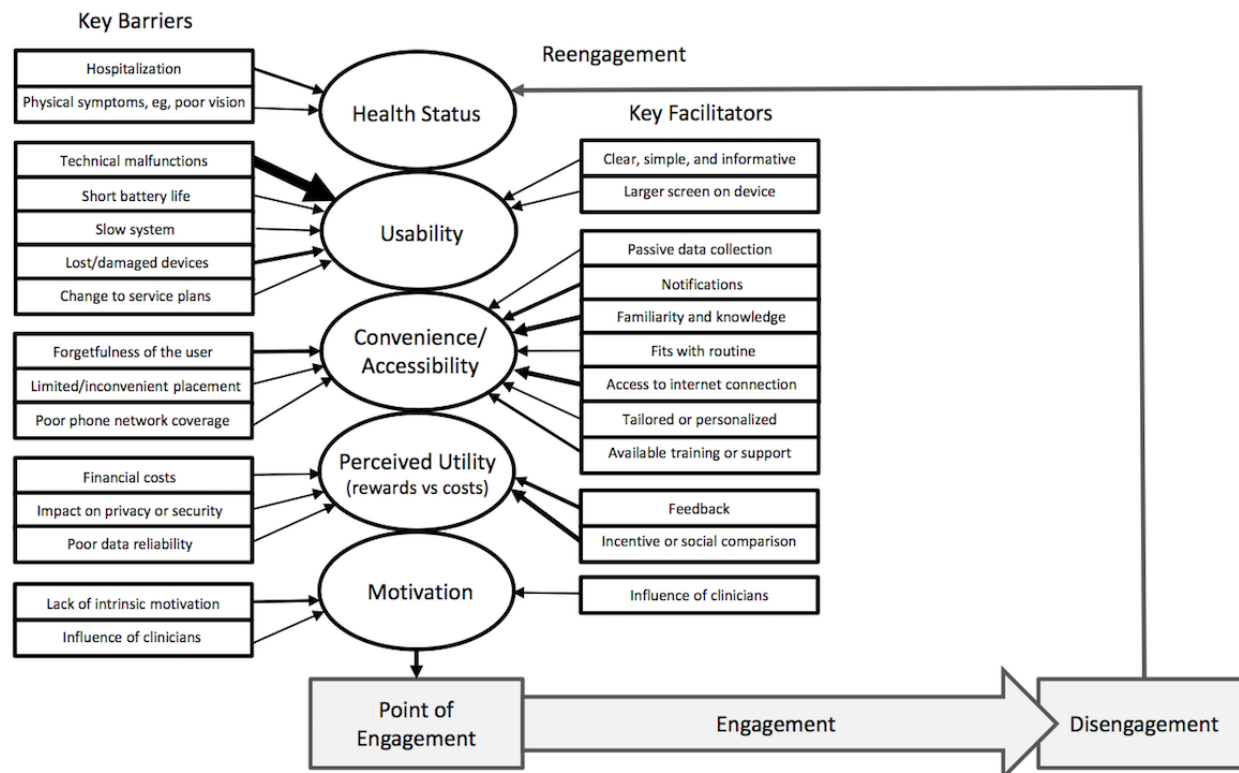 Key Barriers
Hospitalization
Physical symptoms, eg, poor vision
Technical malfunctions
Short battery life
Slow system
Lost/damaged devices
Change to service plans
Forgetfulness of the user
Limited/inconvenient placement
Poor phone network coverage
Financial costs
Impact on privacy or security
Poor data reliability
Lack of intrinsic motivation
Influence of clinicians
Health Status
Usability
Convenience/
Accessibility
Perceived Utility
(rewards vs costs)
Motivation
Reengagement
Key Facilitators
Clear, simple, and informative
Larger screen on device
Passive data collection
Notifications
Familiarity and knowledge
Fits with routine
Access to internet connection
Tailored or personalized
Available training or support
Feedback
Incentive or social comparison
Influence of clinicians
Point of
Engagement
Engagement
Disengagement